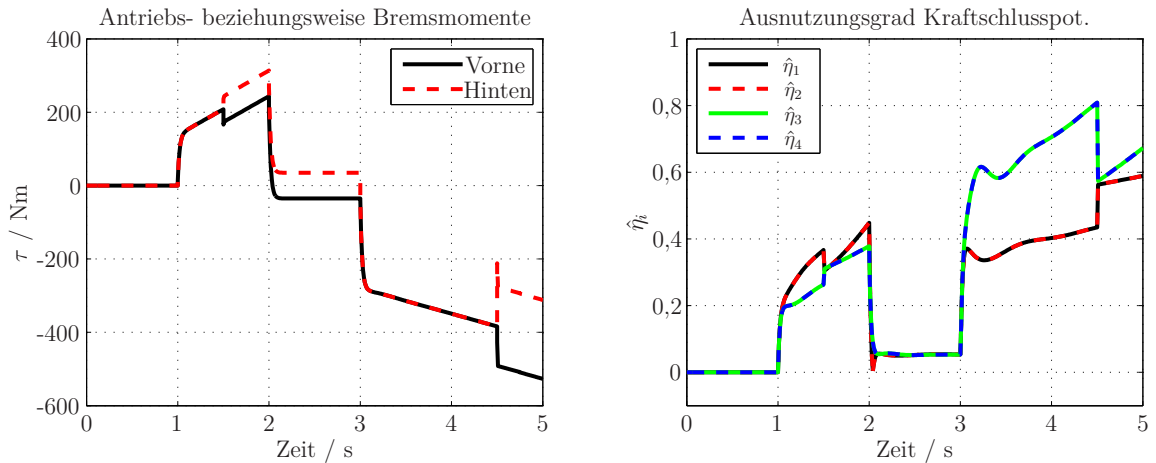 Antriebs- beziehungsweise Bremsmomente
400
200
0
-200
-400
-600
τ / Nm
0
1
2
3
4
5
Zeit / s
Vorne
Hinten
Ausnutzungsgrad Kraftschlusspot.
1
0,8
0,6
0,4
0,2
0
η̂ᵢ
0
1
2
3
4
5
Zeit / s
η̂₁
η̂₂
η̂₃
η̂₄